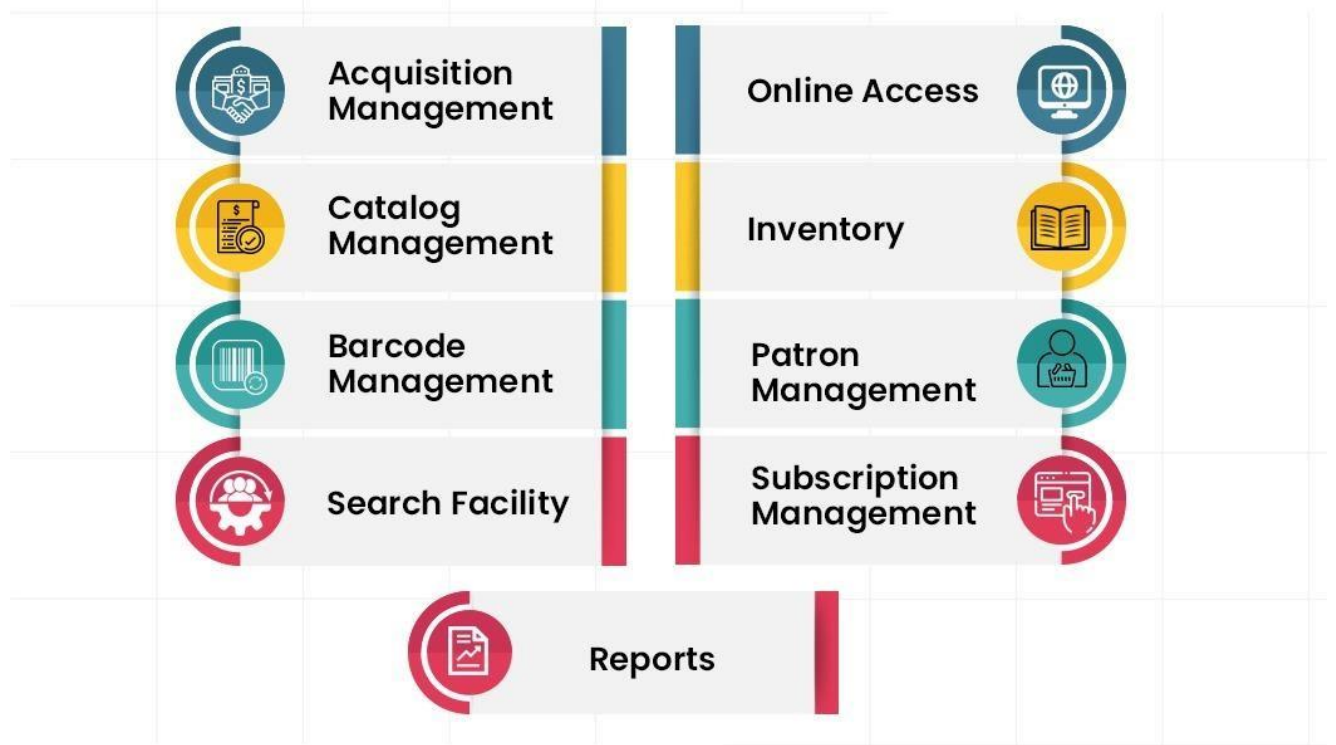 Acquisition
Management
Catalog
Management
Barcode
Management
Search Facility
Online Access
Inventory
Patron
Management
Subscription
Management
Reports